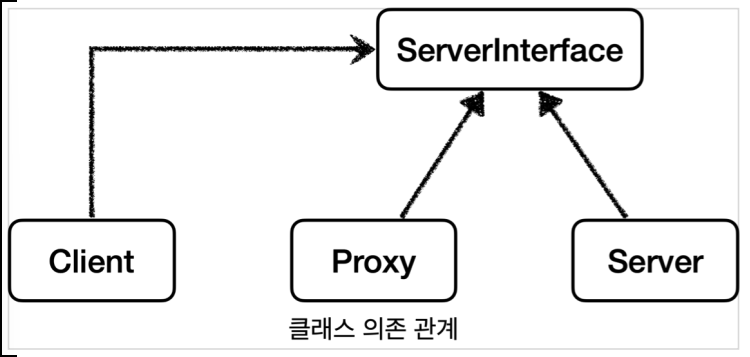 ServerInterface
Client
Proxy
Server
클래스 의존 관계